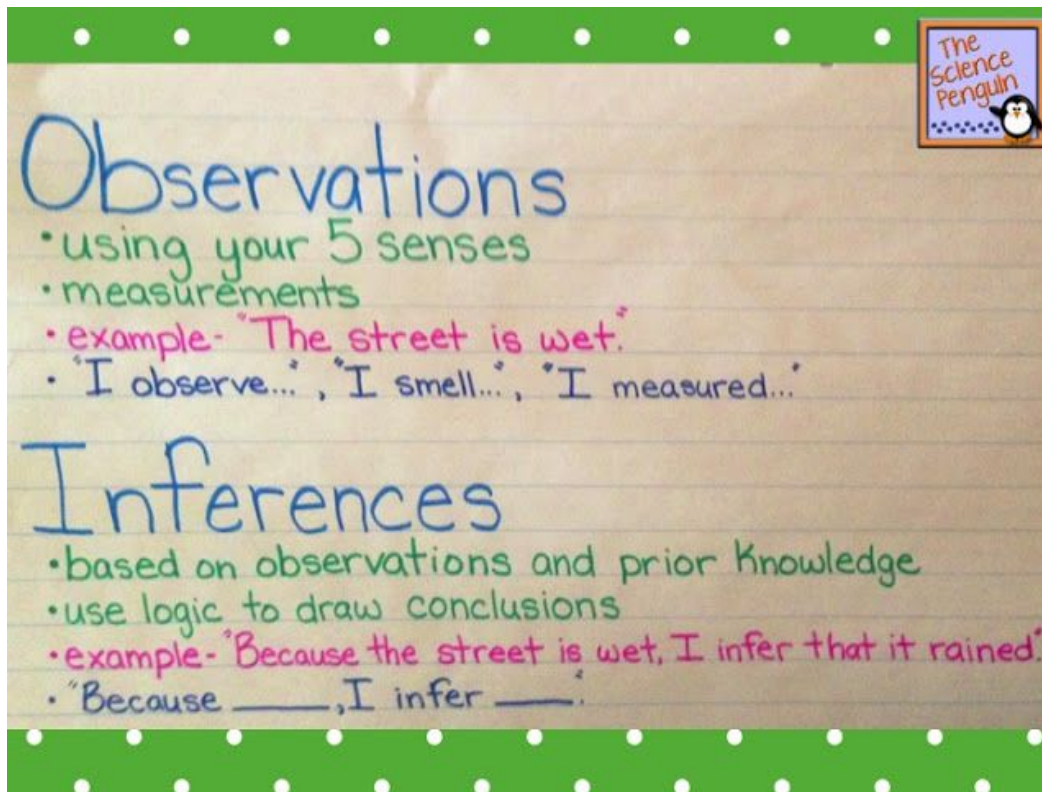 The
Science
Penguin
Observations
•using your 5 senses
•measurements
•example- "The street is wet."
•"I observe...", "I smell...", "I measured..."
Inferences
•based on observations and prior Knowledge
•use logic to draw conclusions
•example- "Because the street is wet, I infer that it rained."
•"Because ____, I infer ____."